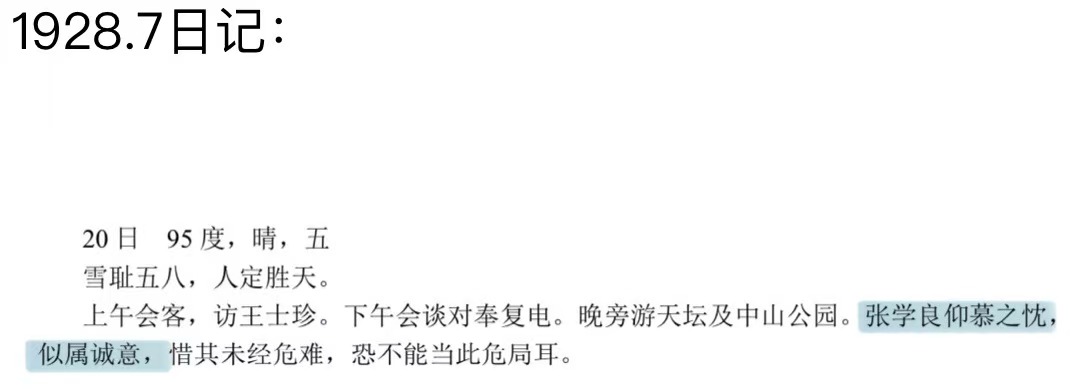 1928.7日记：
20日　95度，晴，五
雪耻五八，人定胜天。
上午会客，访王士珍。下午会谈对奉复电。晚旁游天坛及中山公园。张学良仰慕之忱，
似属诚意，惜其未经危难，恐不能当此危局耳。